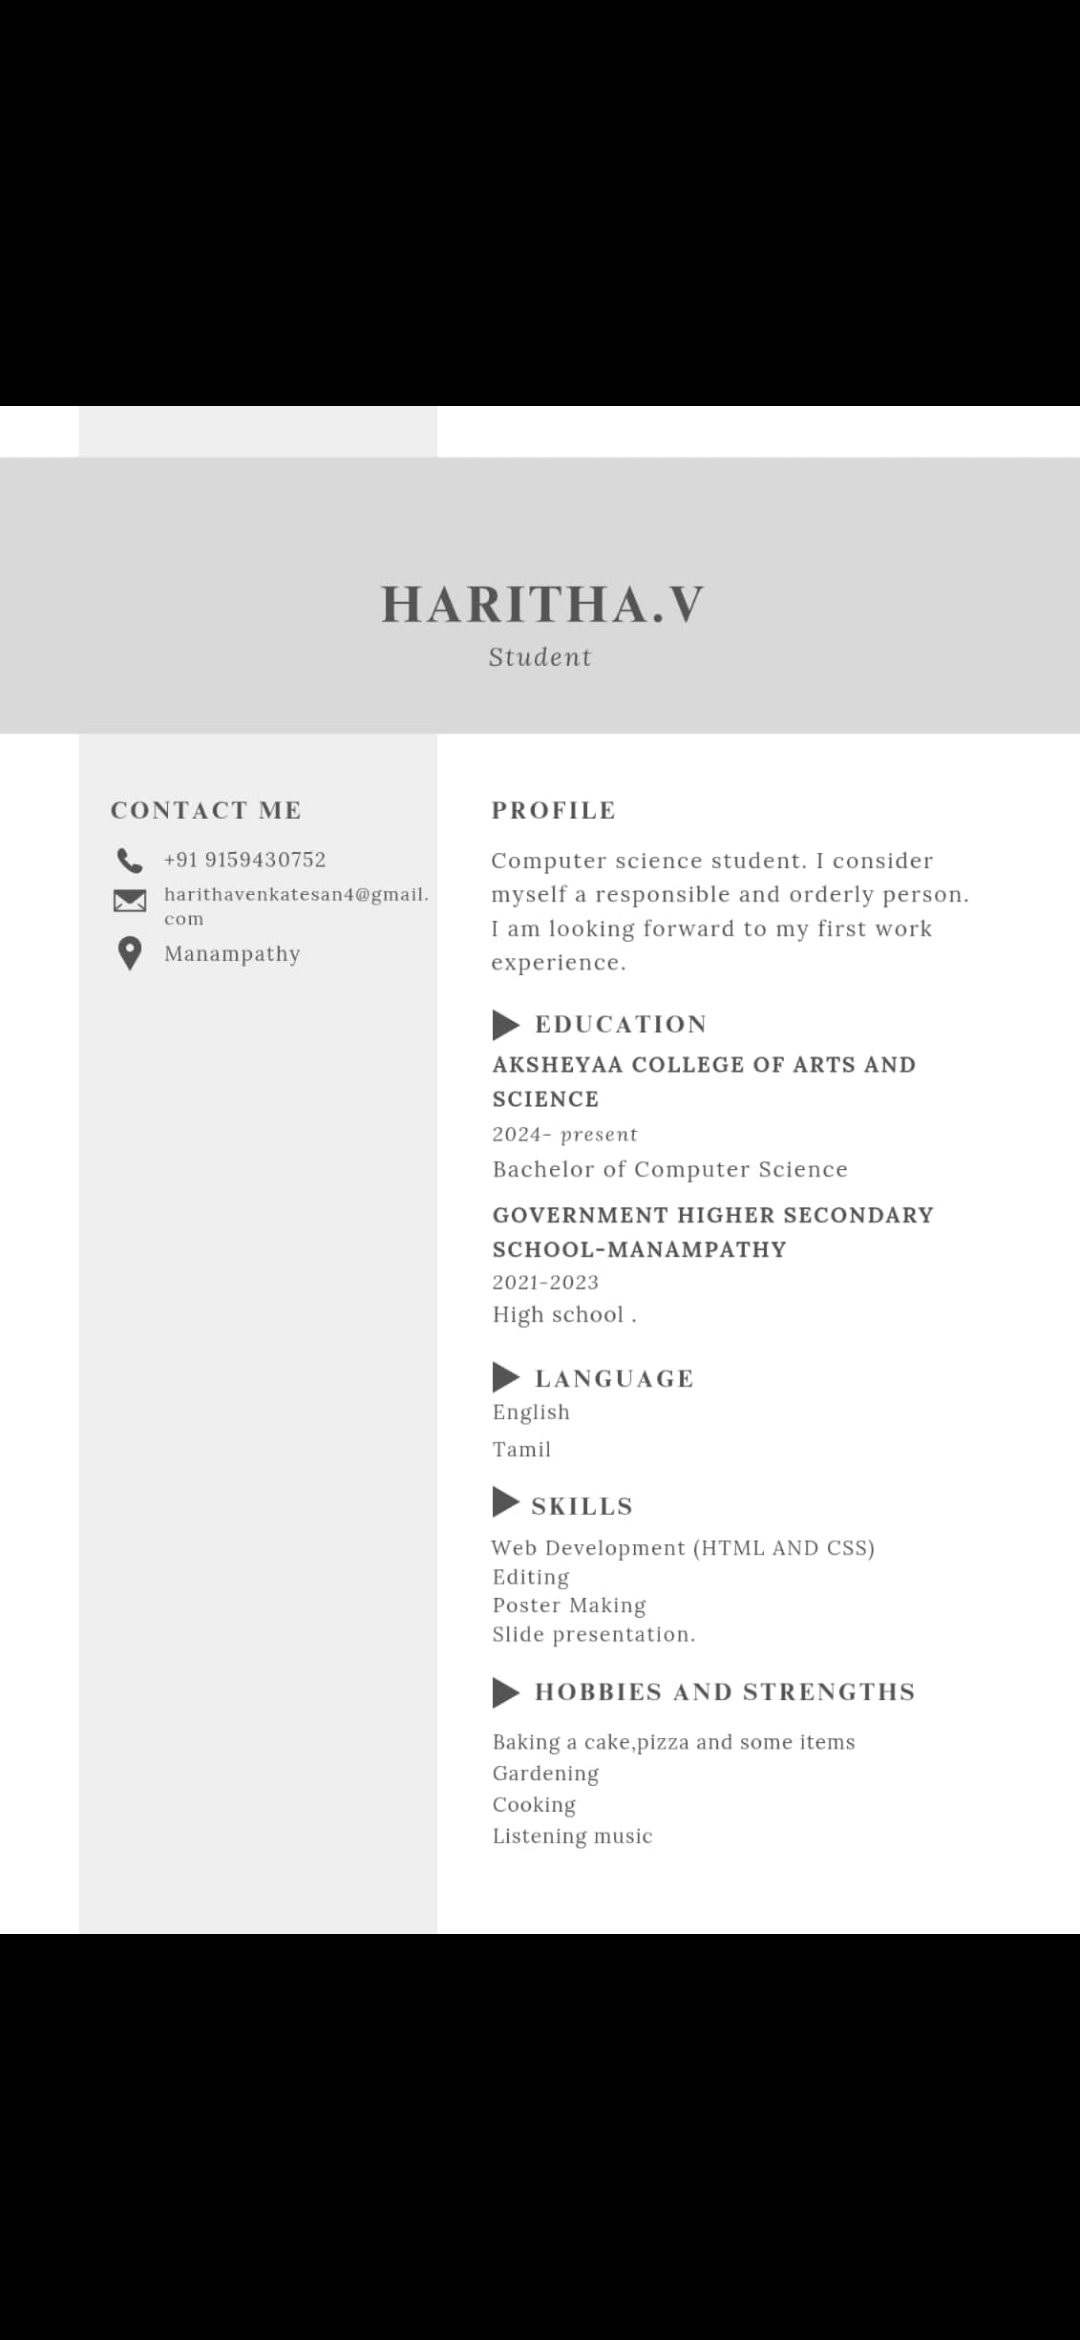 HARITHA.V
Student
CONTACT ME
+91 9159430752
harithavenkatesan4@gmail.
com
Manampathy
PROFILE
Computer science student. I consider
myself a responsible and orderly person.
I am looking forward to my first work
experience.
EDUCATION
AKSHEYAA COLLEGE OF ARTS AND
SCIENCE
2024- present
Bachelor of Computer Science
GOVERNMENT HIGHER SECONDARY
SCHOOL-MANAMPATHY
2021-2023
High school .
LANGUAGE
English
Tamil
SKILLS
Web Development (HTML AND CSS)
Editing
Poster Making
Slide presentation.
HOBBIES AND STRENGTHS
Baking a cake,pizza and some items
Gardening
Cooking
Listening music